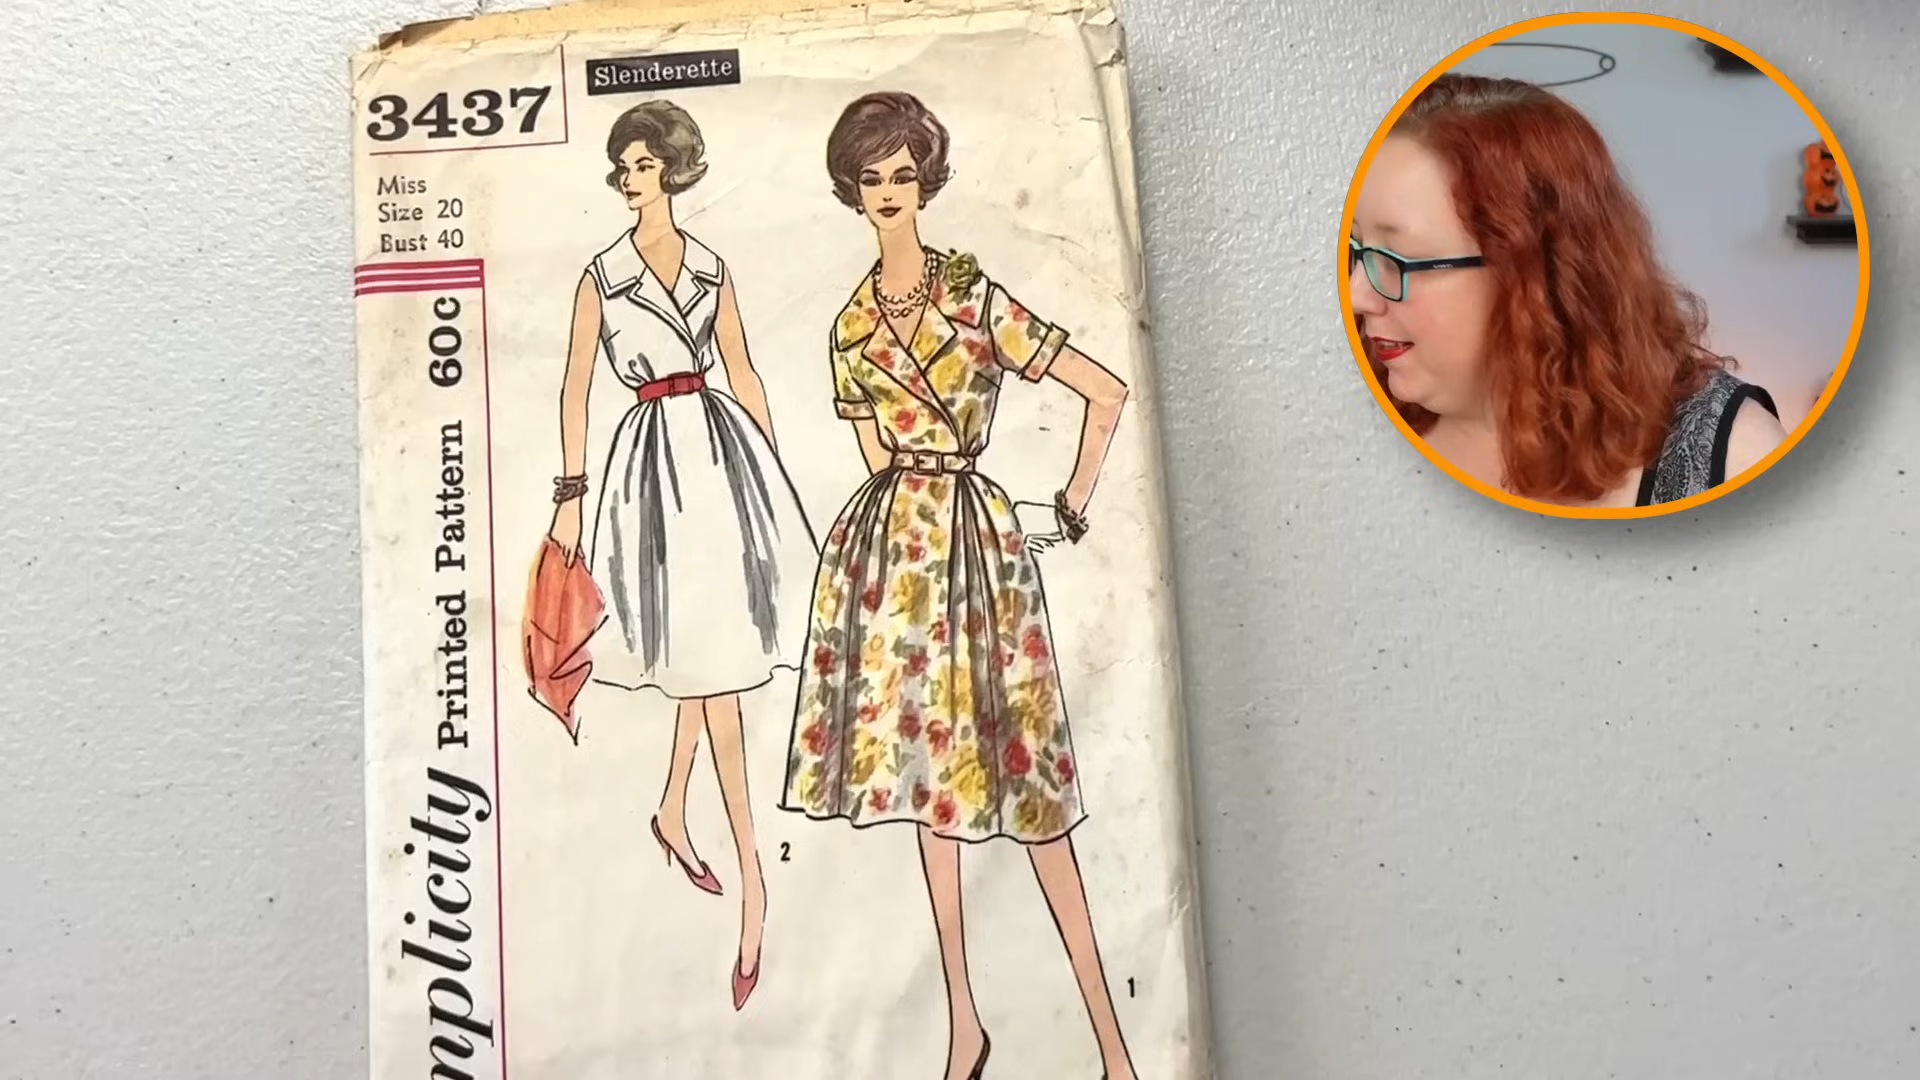 3437
Slenderette
Miss
Size 20
Bust 40
mplicity Printed Pattern 60c
2
1